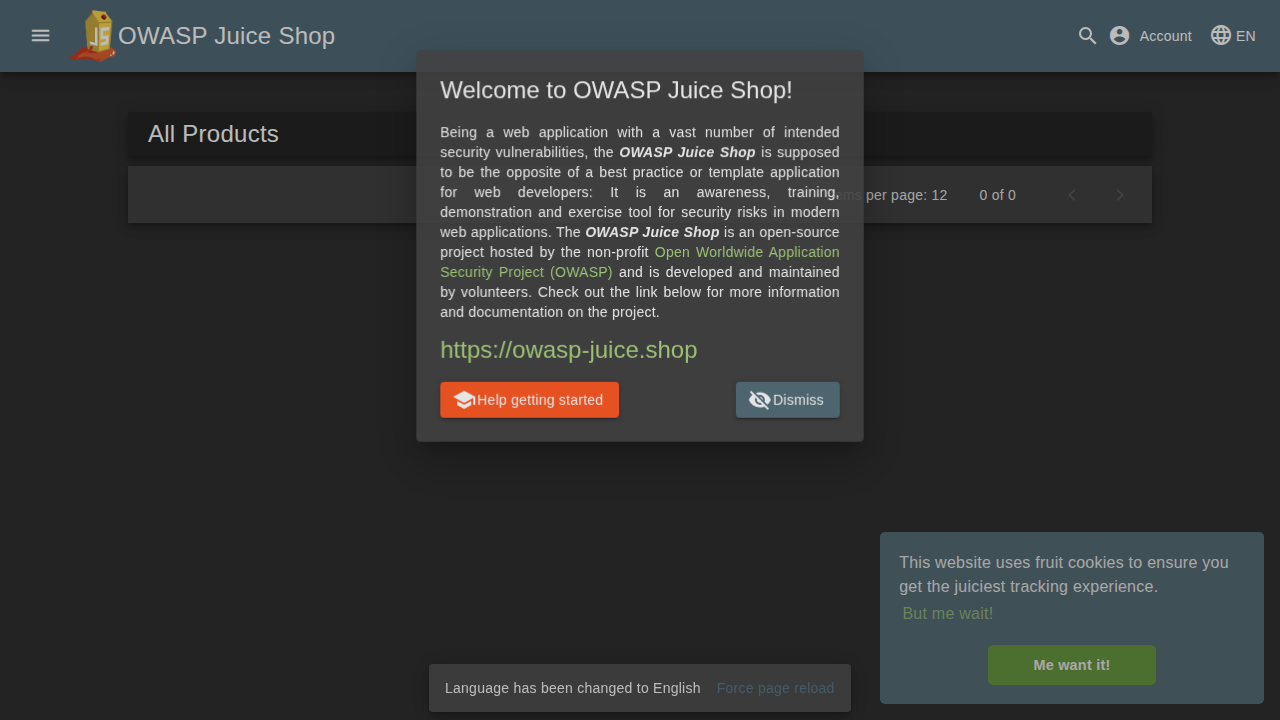 OWASP Juice Shop
Account
EN
Welcome to OWASP Juice Shop!
All Products
Being a web application with a vast number of intended
security vulnerabilities, the OWASP Juice Shop is supposed
to be the opposite of a best practice or template application
for web developers: It is an awareness, training,
demonstration and exercise tool for security risks in modern
web applications. The OWASP Juice Shop is an open-source
project hosted by the non-profit Open Worldwide Application
Security Project (OWASP) and is developed and maintained
by volunteers. Check out the link below for more information
and documentation on the project.
per page: 12
0 of 0
https://owasp-juice.shop
Help getting started
Dismiss
This website uses fruit cookies to ensure you
get the juiciest tracking experience.
But me wait!
Me want it!
Language has been changed to English Force page reload